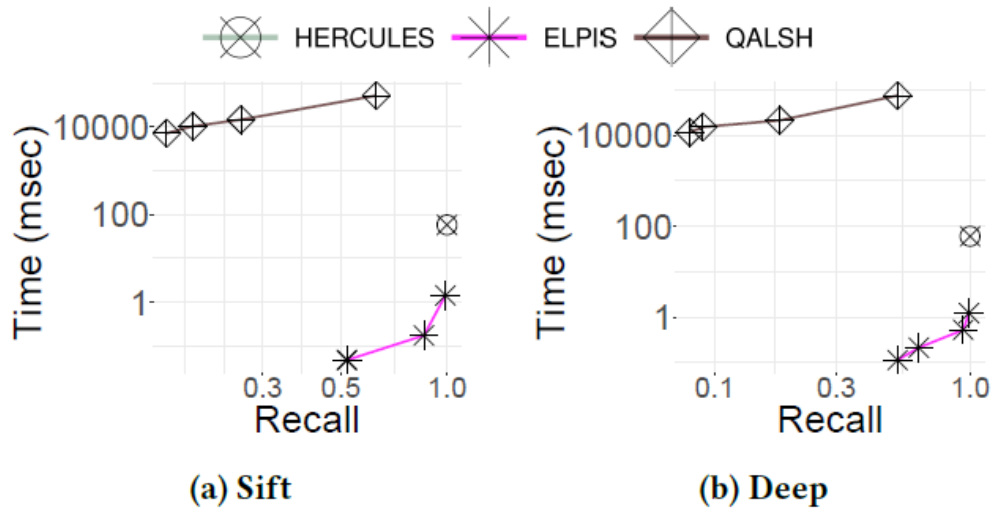 HERCULES ELPIS QALSH
Time (msec)
10000
100
1
0.3 0.5 1.0
Recall
(a) Sift
Time (msec)
10000
100
1
0.1 0.3 1.0
Recall
(b) Deep